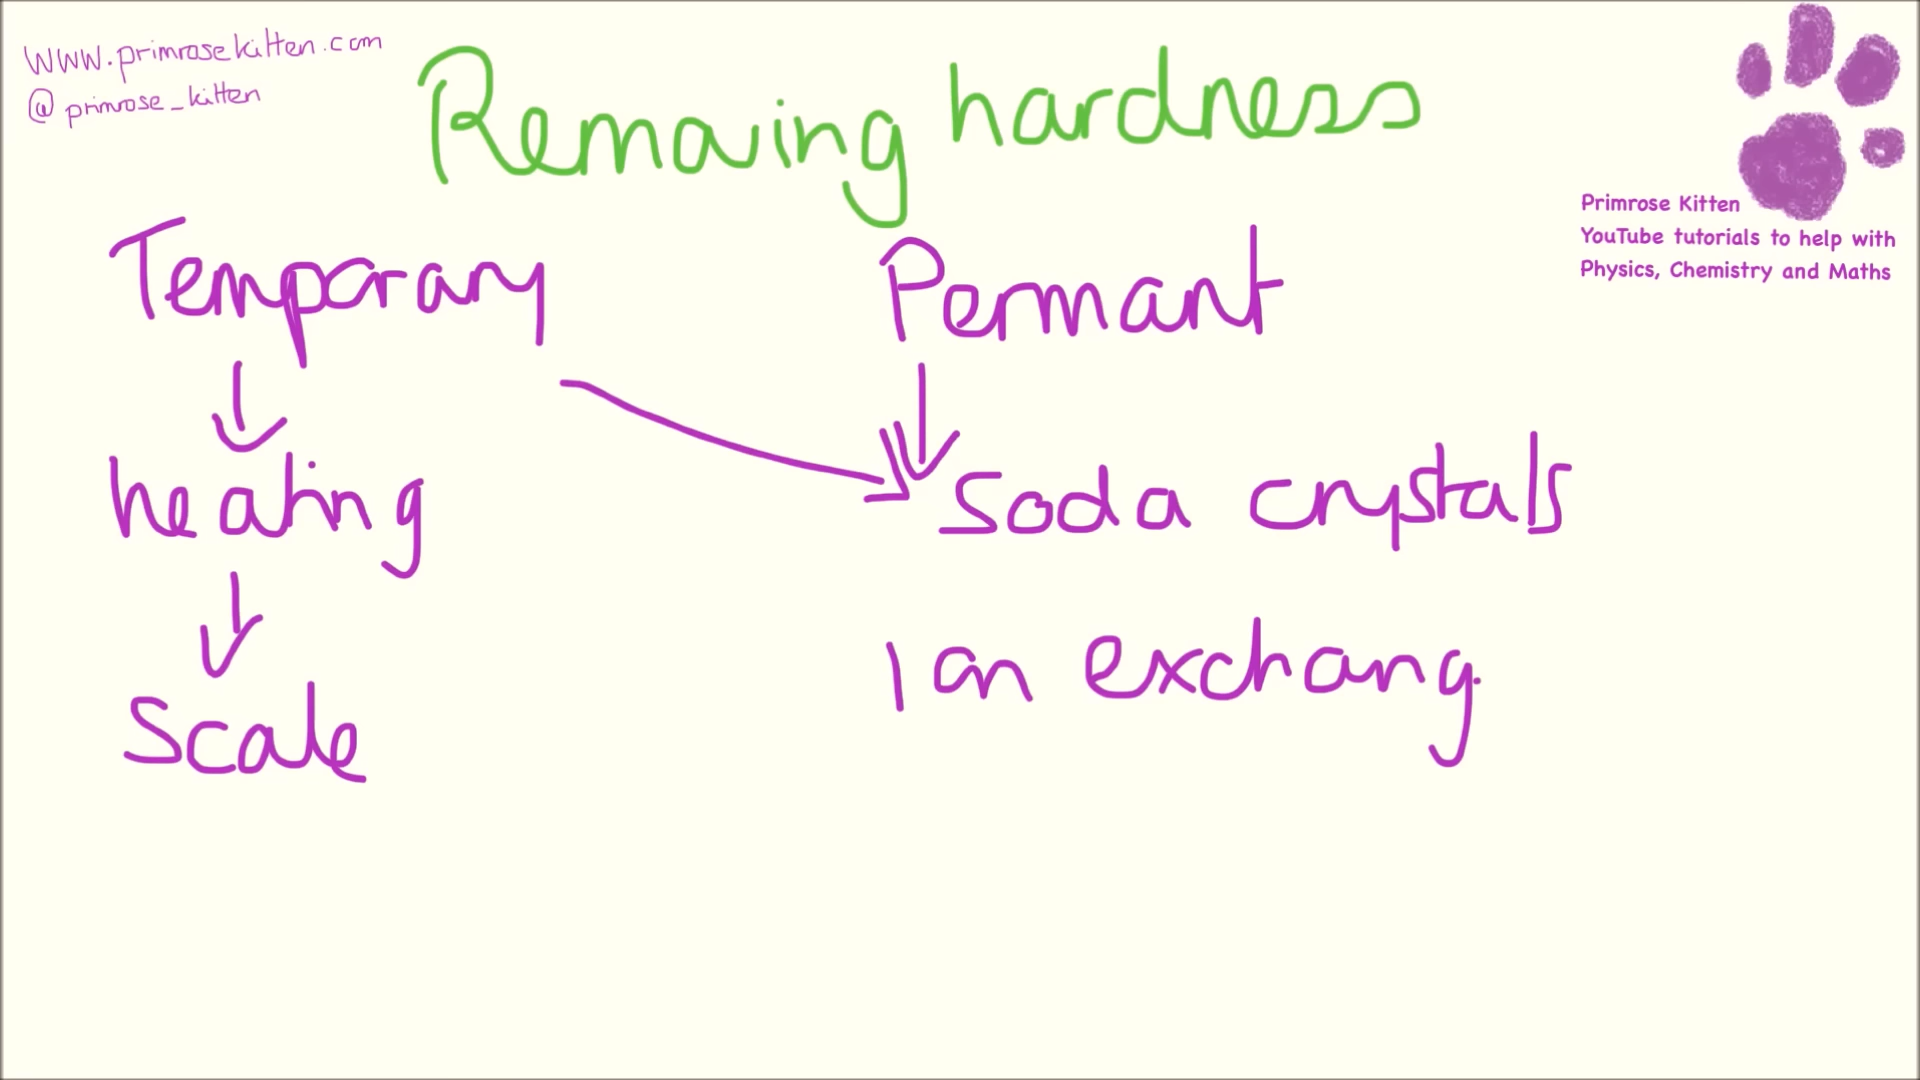 www.primrosekitten.com
@primrose_kitten
Removing hardness
Primrose Kitten
YouTube tutorials to help with
Physics, Chemistry and Maths
Temporary
Permant
heating
Soda crystals
Scale
Ion exchang